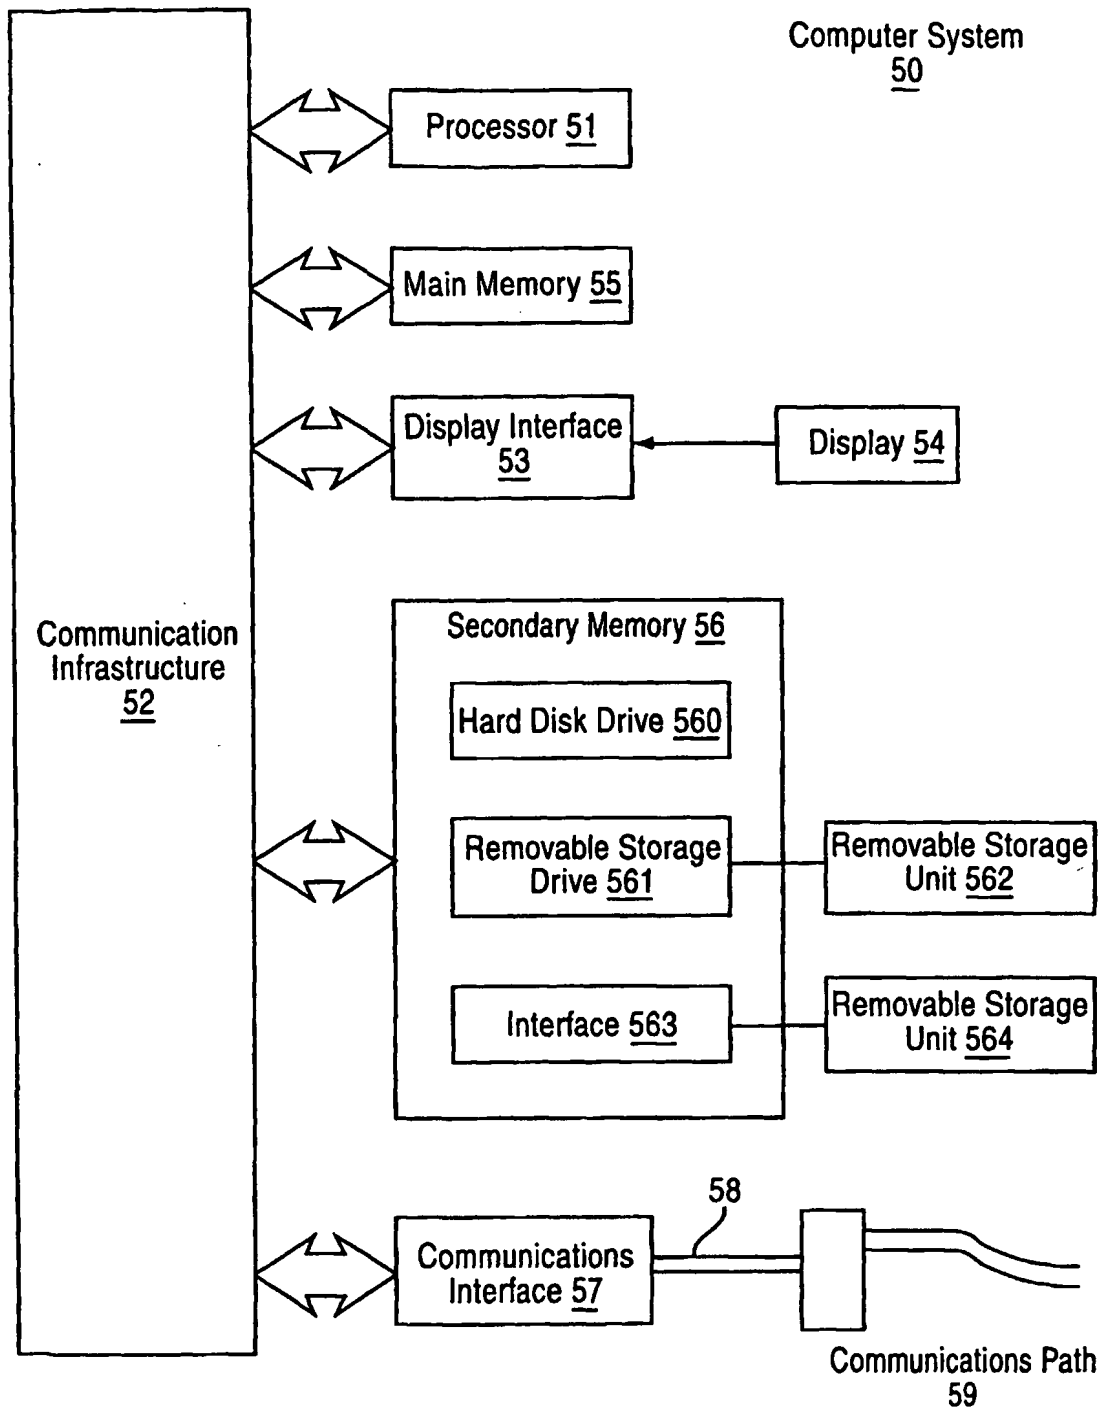 Computer System
50
Processor 51
Main Memory 55
Display Interface
53
Display 54
Communication
Infrastructure
52
Secondary Memory 56
Hard Disk Drive 560
Removable Storage
Drive 561
Removable Storage
Unit 562
Interface 563
Removable Storage
Unit 564
58
Communications
Interface 57
Communications Path
59